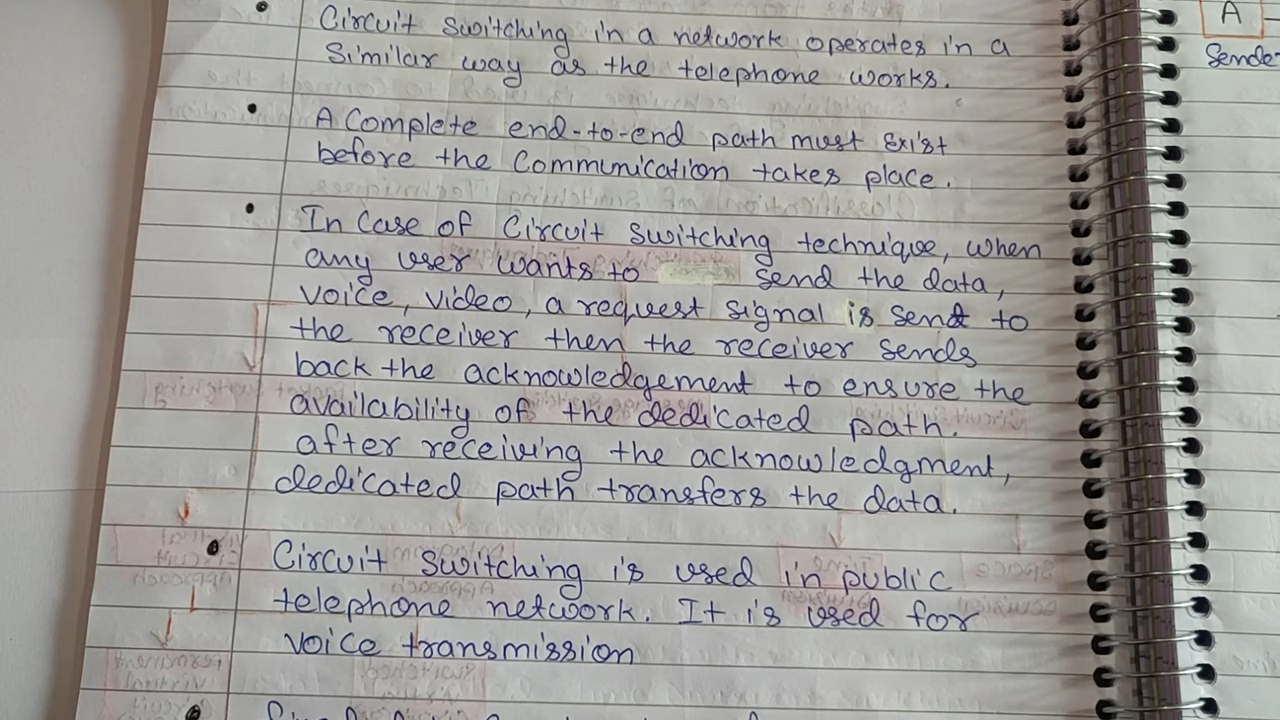 Circuit Switching in a network operates in a
Similar way as the telephone works.
A Complete end-to-end path must Exist
before the Communication takes place.
In Case of Circuit Switching technique, when
any user wants to send the data,
voice, video, a request signal is send to
the receiver then the receiver sends
back the acknowledgement to ensure the
availability of the dedicated path.
after receiving the acknowledgment,
dedicated path transfers the data.
Circuit Switching is used in public
telephone network. It is used for
voice transmission
A
Sender